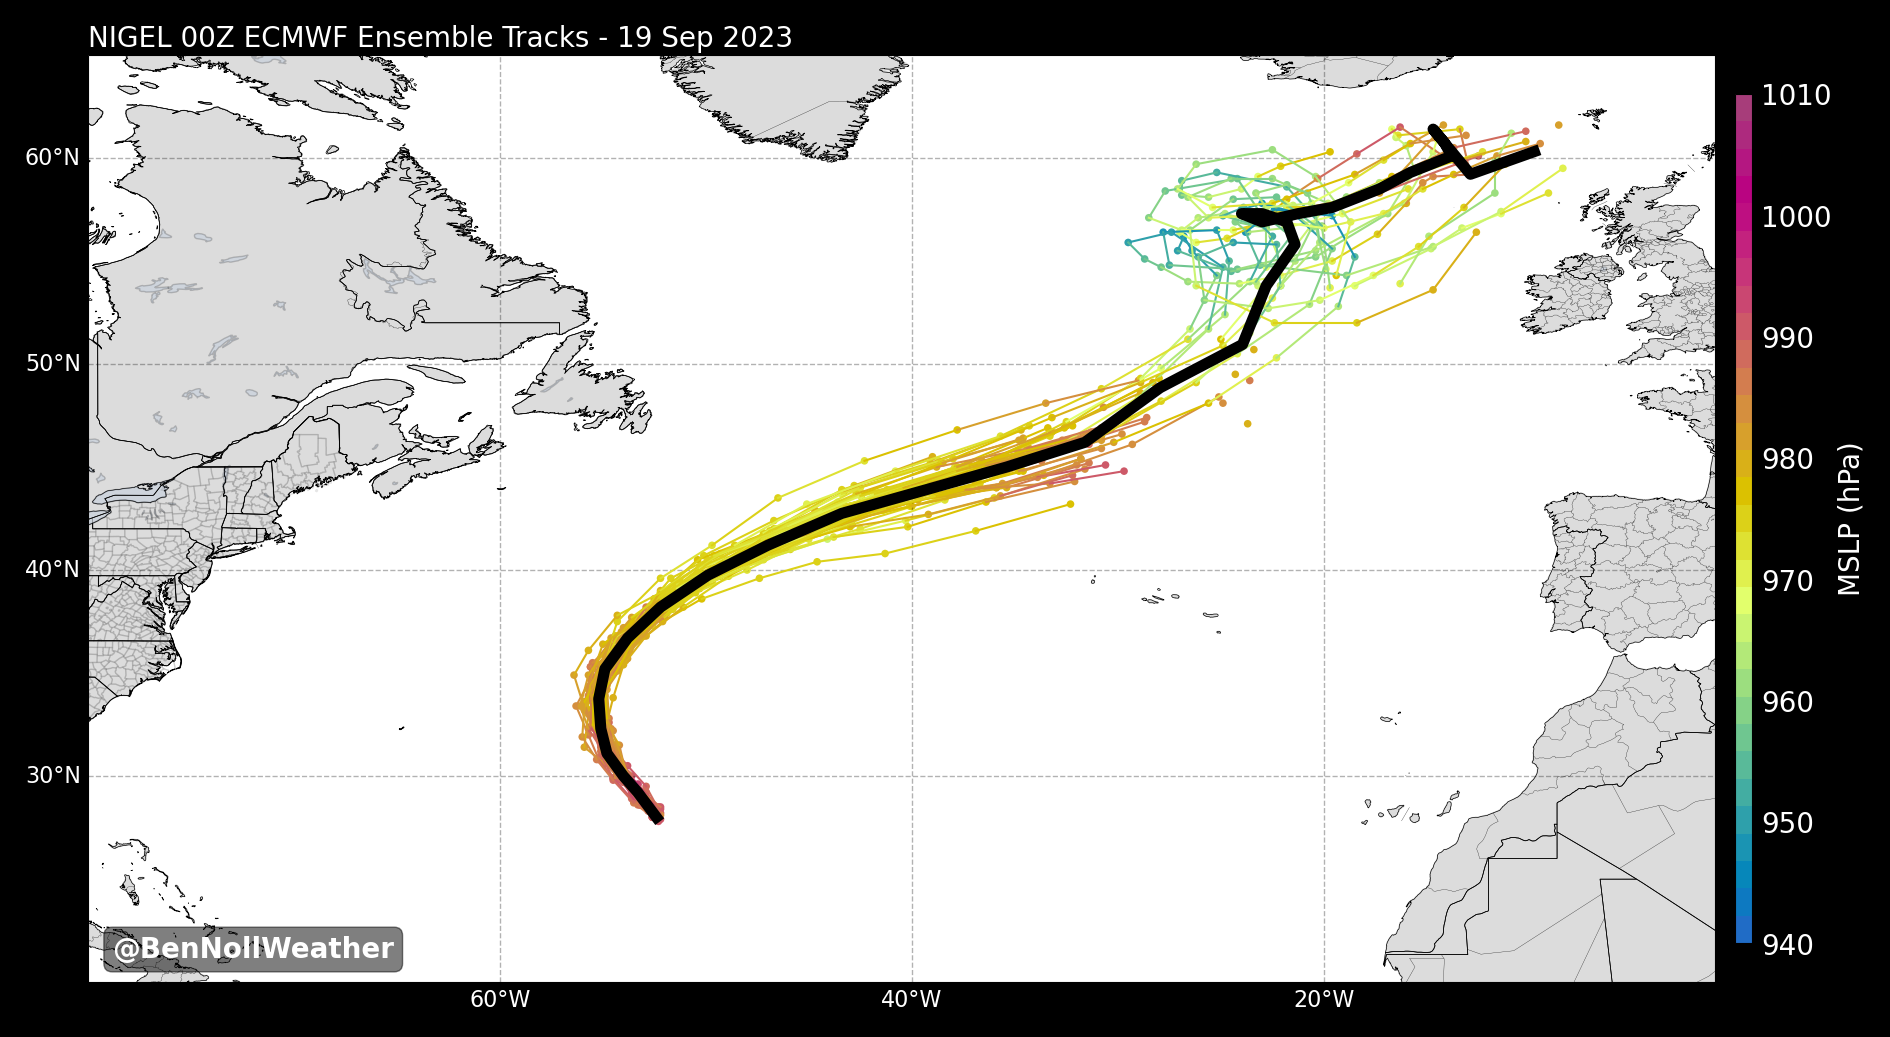 NIGEL 00Z ECMWF Ensemble Tracks - 19 Sep 2023
60°N
50°N
40°N
30°N
60°W
40°W
20°W
1010
1000
990
980
970
960
950
940
MSLP (hPa)
@BenNollWeather